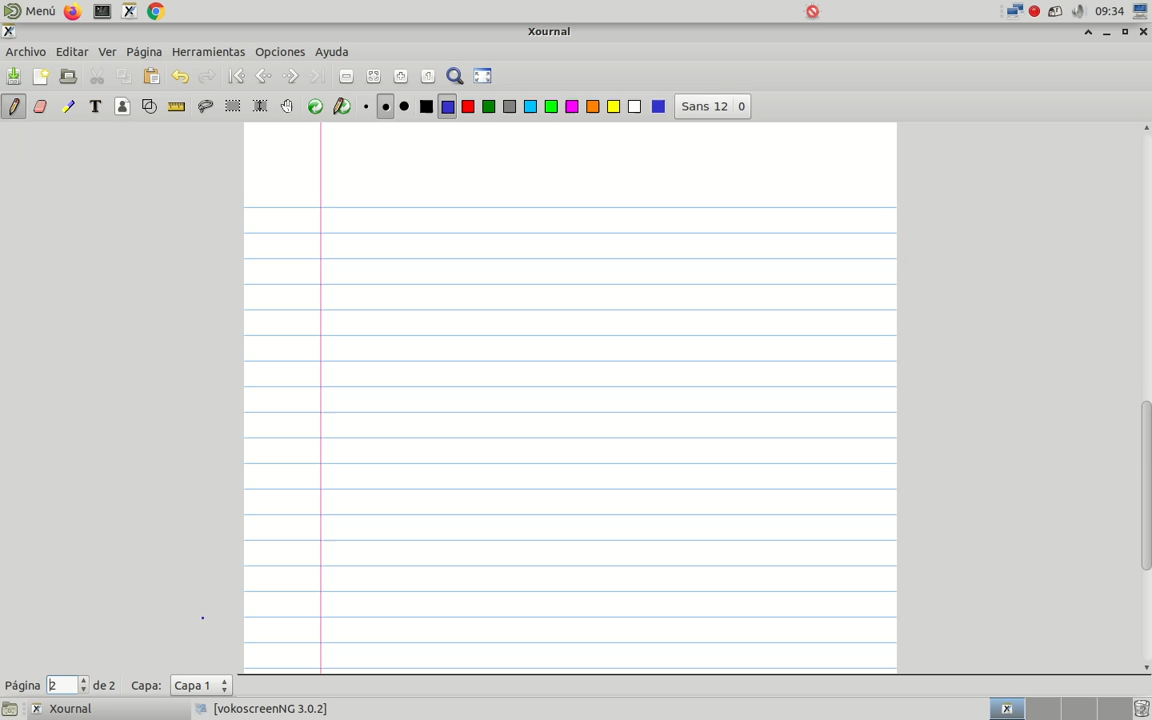 Menú
09:34
Xournal
Archivo Editar Ver Página Herramientas Opciones Ayuda
T Sans 12 0
Página 2 de 2 Capa: Capa 1
Xournal [vokoscreenNG 3.0.2]